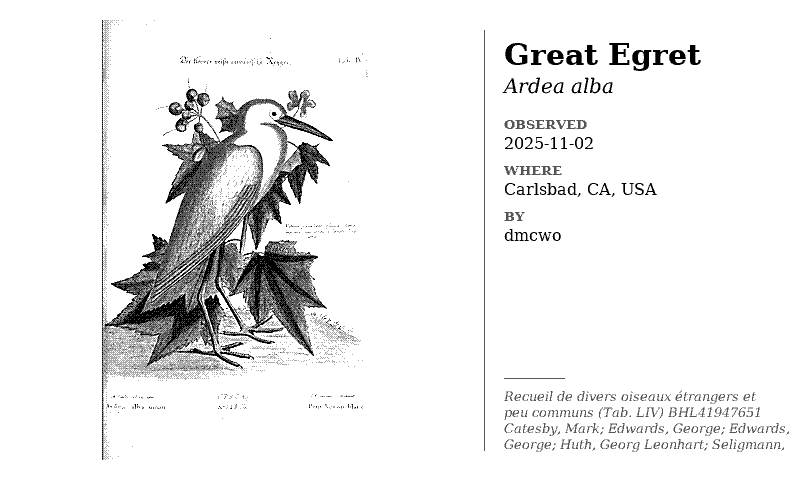 Great Egret
Ardea alba
OBSERVED
2025-11-02
WHERE
Carlsbad, CA, USA
BY
dmcwo
Recueil de divers oiseaux étrangers et
peu communs (Tab. LIV) BHL41947651
Catesby, Mark; Edwards, George; Edwards,
George; Huth, Georg Leonhart; Seligmann,